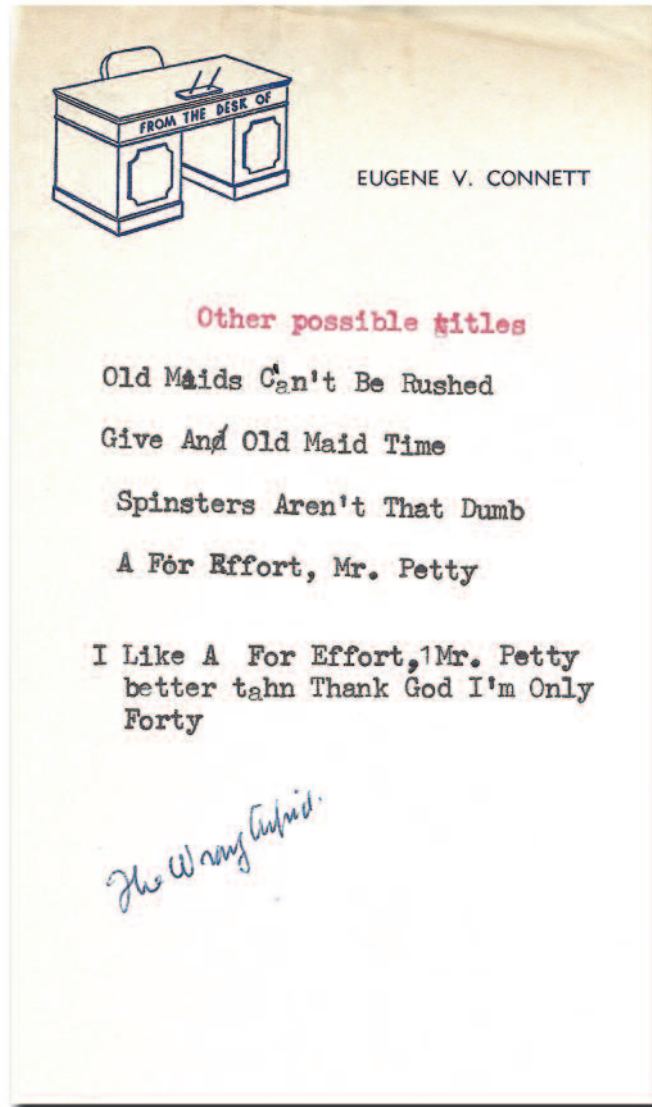 FROM THE DESK OF
EUGENE V. CONNETT
Other possible titles
Old Maids Can't Be Rushed
Give And Old Maid Time
Spinsters Aren't That Dumb
A For Effort, Mr. Petty
I Like A For Effort,1Mr. Petty
better tahn Thank God I'm Only
Forty
The Wrong Cupid.